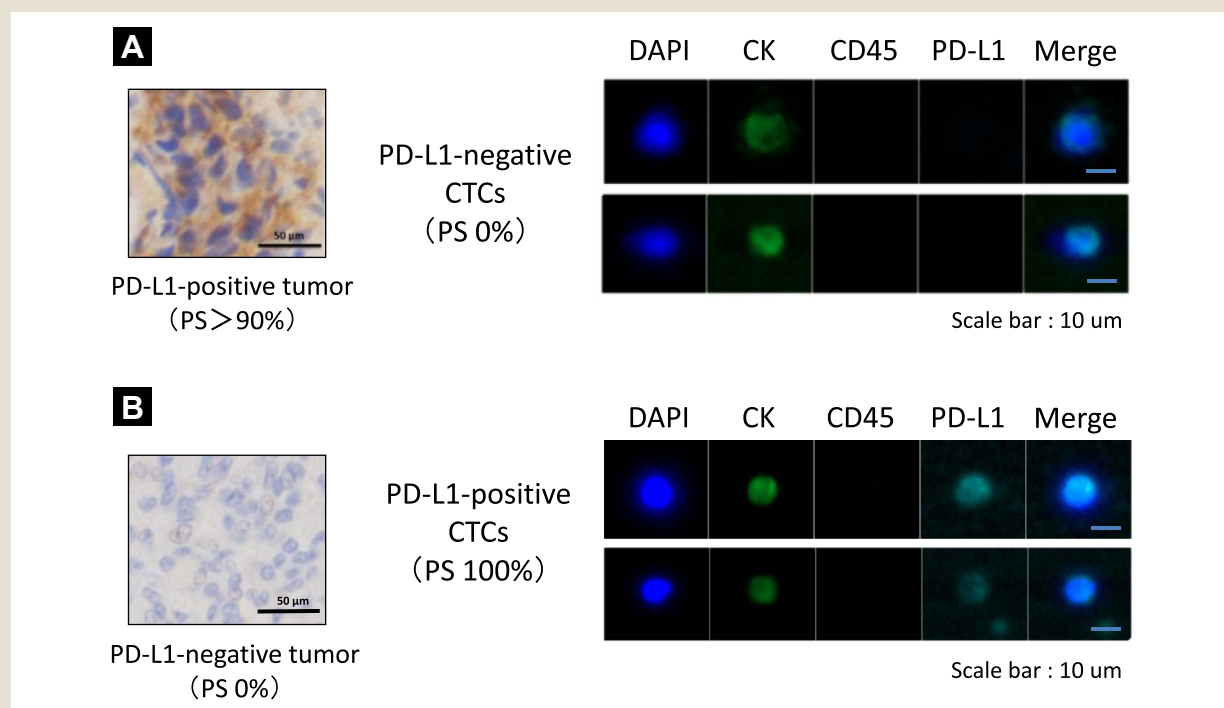 A
DAPI CK CD45 PD-L1 Merge
50 µm
PD-L1-positive tumor
（PS＞90%）
PD-L1-negative
CTCs
（PS 0%）
Scale bar : 10 um
B
DAPI CK CD45 PD-L1 Merge
50 µm
PD-L1-negative tumor
（PS 0%）
PD-L1-positive
CTCs
（PS 100%）
Scale bar : 10 um